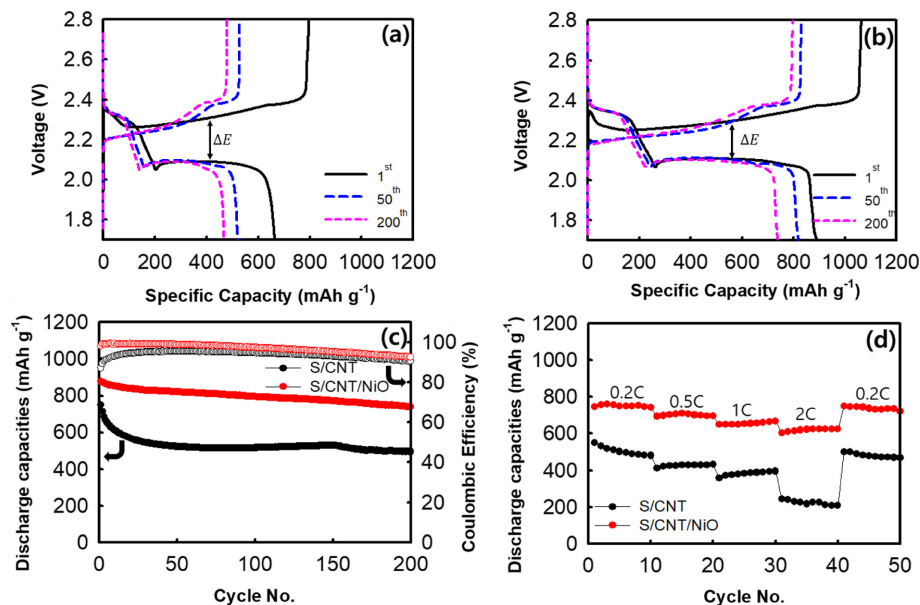 2.8
2.6
2.4
2.2
2.0
1.8
Voltage (V)
(a)
ΔE
1st
50th
200th
0 200 400 600 800 1000 1200
Specific Capacity (mAh g-1)
2.8
2.6
2.4
2.2
2.0
1.8
Voltage (V)
(b)
ΔE
1st
50th
200th
0 200 400 600 800 1000 1200
Specific Capacity (mAh g-1)
1200
1000
800
600
400
200
0
Discharge capacities (mAh g-1)
(c)
S/CNT
S/CNT/NiO
100
80
60
40
20
0
Coulombic Efficiency (%)
0 50 100 150 200
Cycle No.
1200
1000
800
600
400
200
0
Discharge capacities (mAh g-1)
(d)
0.2C
0.5C
1C
2C
0.2C
S/CNT
S/CNT/NiO
0 10 20 30 40 50
Cycle No.